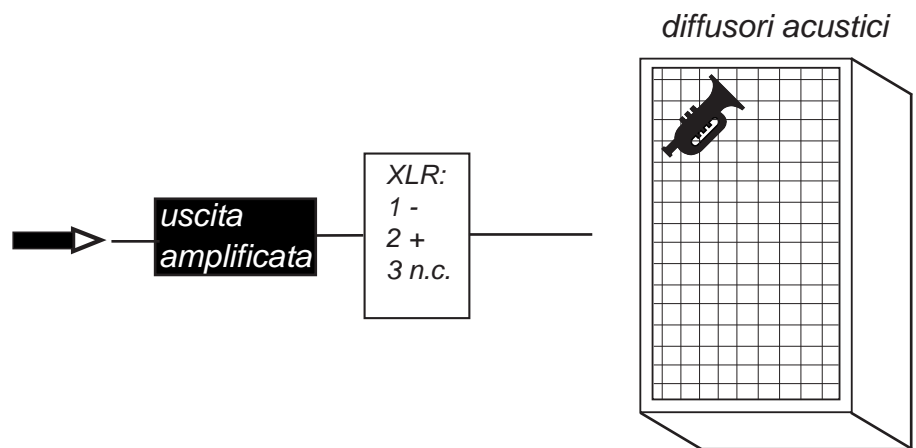 diffusori acustici
uscita
amplificata
XLR:
1 -
2 +
3 n.c.